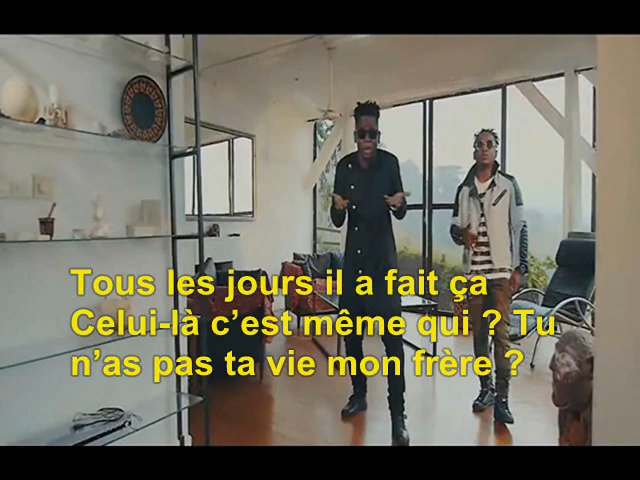 Tous les jours il a fait ça
Celui-là c’est même qui ? Tu
n’as pas ta vie mon frère ?